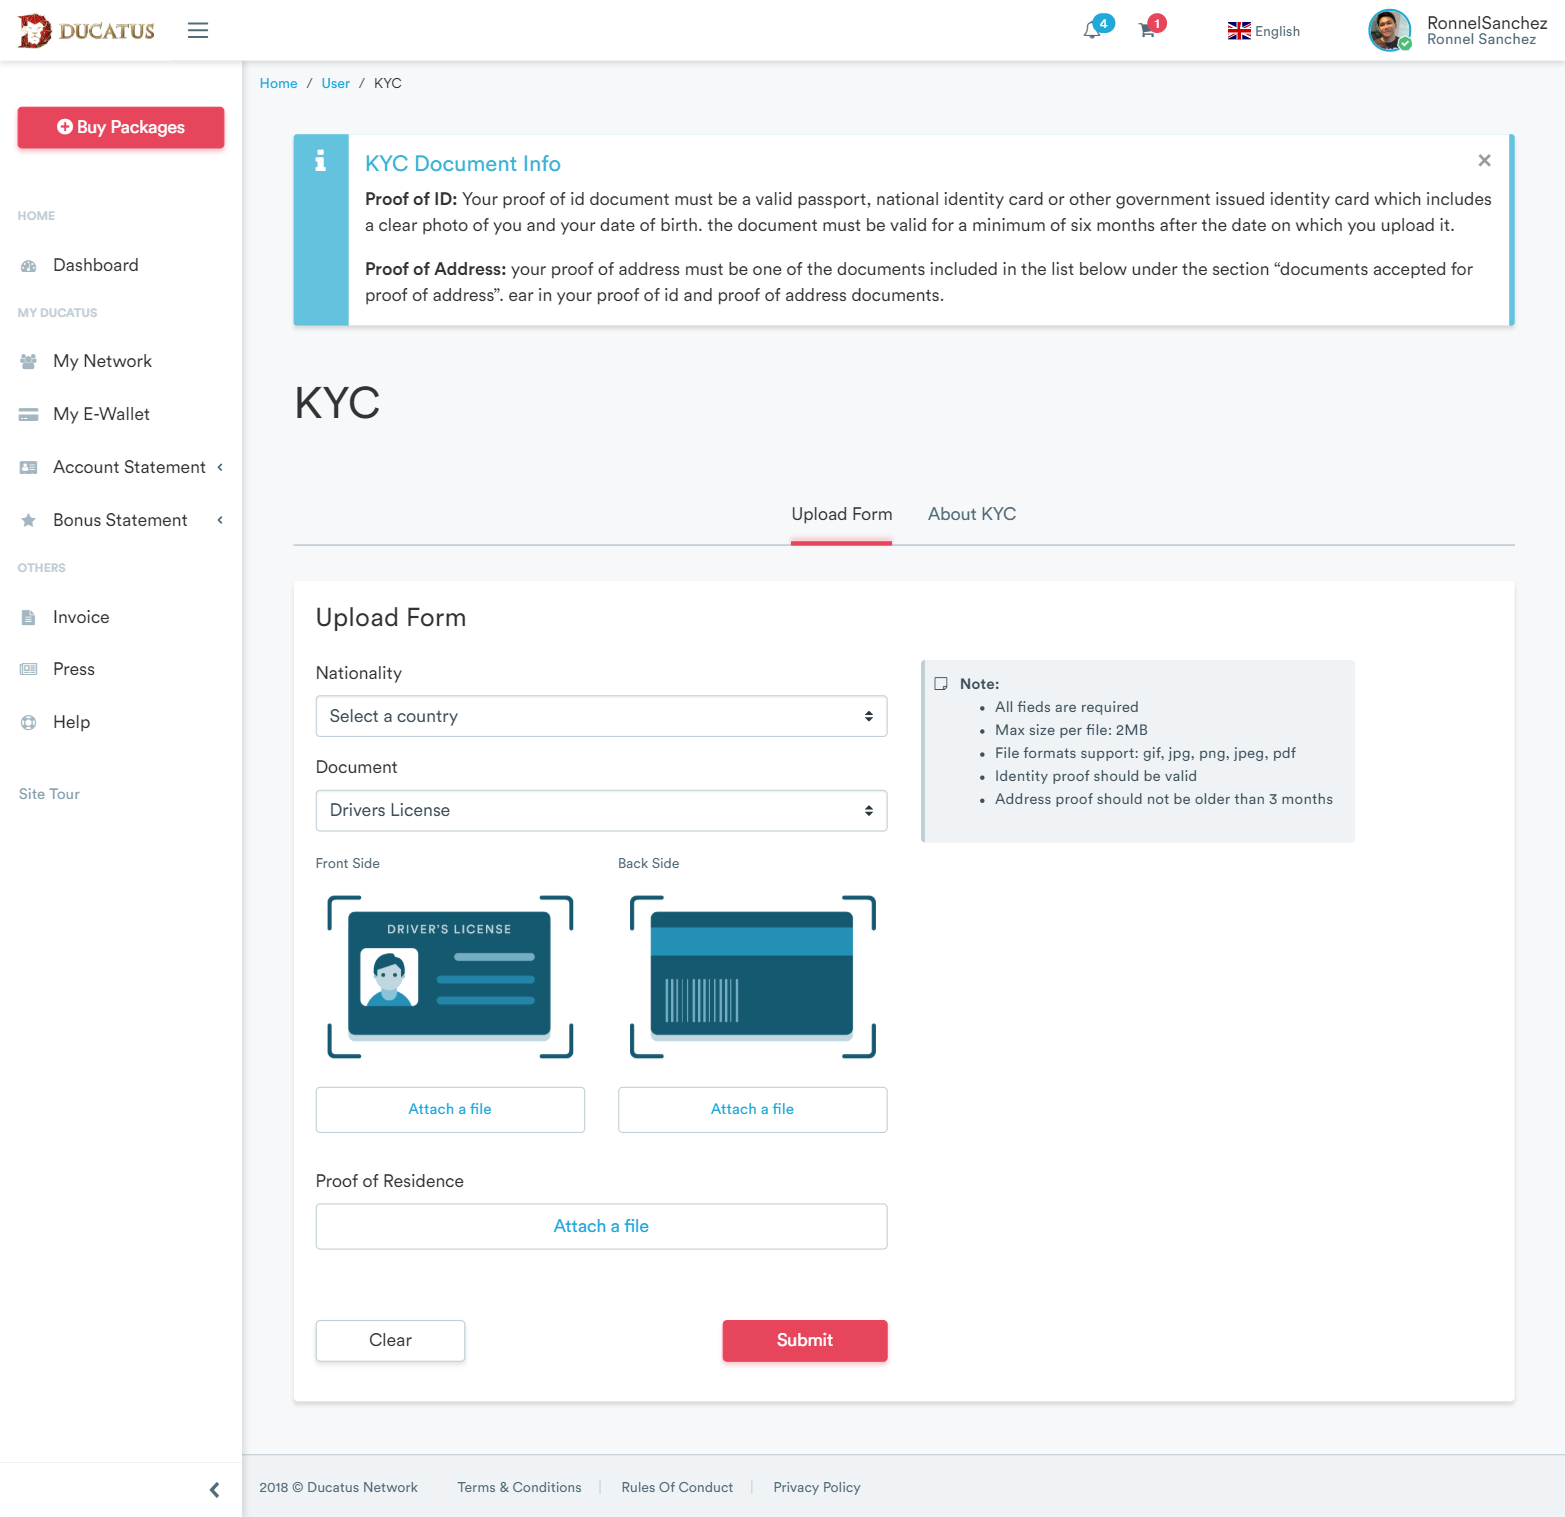 DUCATUS
4
1
English
RonnelSanchez
Ronnel Sanchez
Home / User / KYC
Buy Packages
HOME
Dashboard
MY DUCATUS
My Network
My E-Wallet
Account Statement
Bonus Statement
OTHERS
Invoice
Press
Help
Site Tour
KYC Document Info
Proof of ID: Your proof of id document must be a valid passport, national identity card or other government issued identity card which includes
a clear photo of you and your date of birth. the document must be valid for a minimum of six months after the date on which you upload it.
Proof of Address: your proof of address must be one of the documents included in the list below under the section “documents accepted for
proof of address”. ear in your proof of id and proof of address documents.
KYC
Upload Form
About KYC
Upload Form
Nationality
Select a country
Document
Drivers License
Front Side
Back Side
DRIVER'S LICENSE
Attach a file
Attach a file
Proof of Residence
Attach a file
Clear
Submit
Note:
• All fieds are required
• Max size per file: 2MB
• File formats support: gif, jpg, png, jpeg, pdf
• Identity proof should be valid
• Address proof should not be older than 3 months
2018 © Ducatus Network
Terms & Conditions
Rules Of Conduct
Privacy Policy